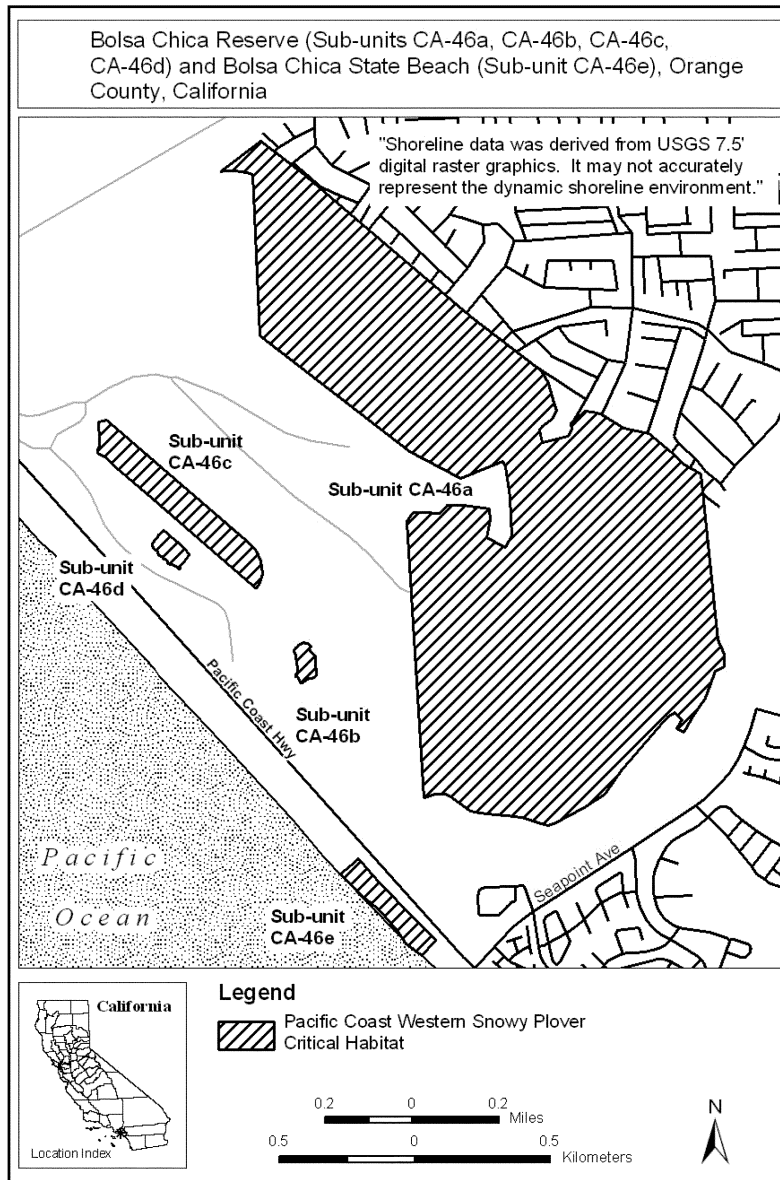 Bolsa Chica Reserve (Sub-units CA-46a, CA-46b, CA-46c,
CA-46d) and Bolsa Chica State Beach (Sub-unit CA-46e), Orange
County, California
"Shoreline data was derived from USGS 7.5'
digital raster graphics.  It may not accurately
represent the dynamic shoreline environment."
Sub-unit
CA-46c
Sub-unit CA-46a
Sub-unit
CA-46d
Pacific Coast Hwy
Sub-unit
CA-46b
Pacific
Ocean
Seapoint Ave
Sub-unit
CA-46e
California
Location Index
Legend
Pacific Coast Western Snowy Plover
Critical Habitat
0.2 0 0.2
Miles
0.5 0 0.5
Kilometers
N